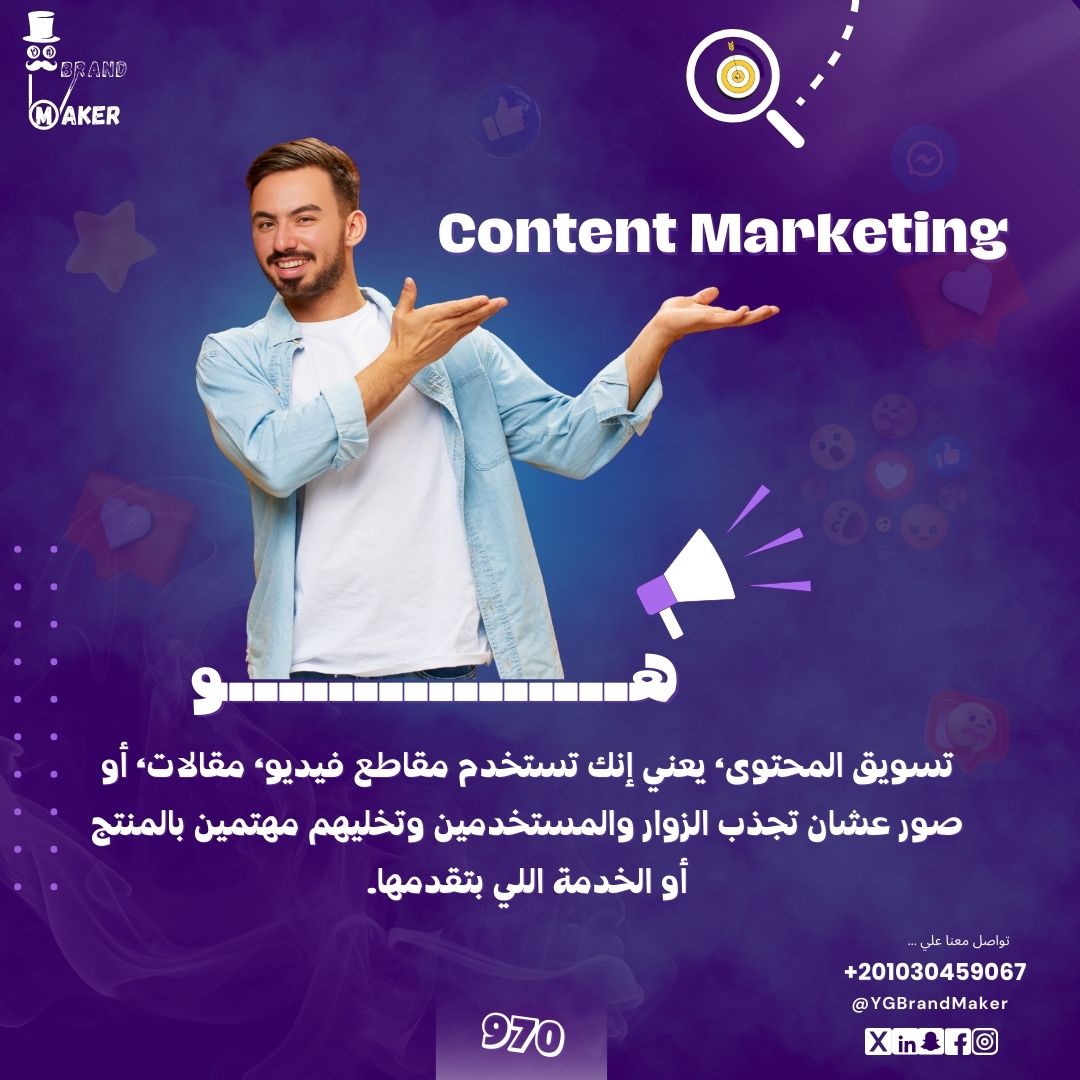 BRAND
MAKER
Content Marketing
هـــــــــــــــــو
تسويق المحتوى، يعني إنك تستخدم مقاطع فيديو، مقالات، أو
صور عشان تجذب الزوار والمستخدمين وتخليهم مهتمين بالمنتج
أو الخدمة اللي بتقدمها.
تواصل معنا علي ...
+201030459067
@YGBrandMaker
970